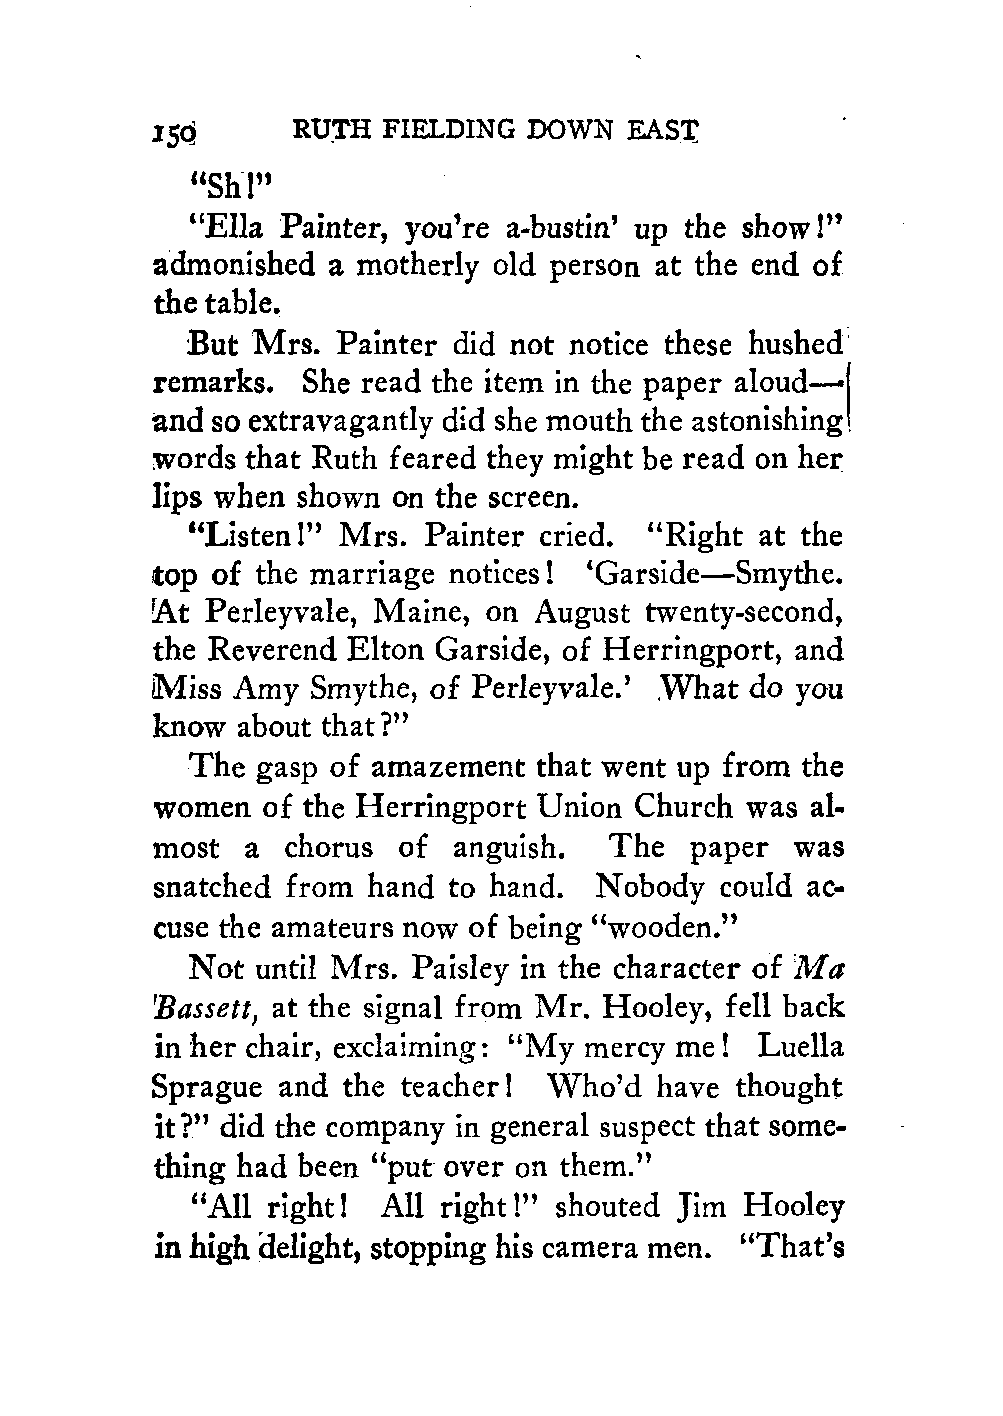 150 RUTH FIELDING DOWN EAST
“Sh!”
“Ella Painter, you’re a-bustin’ up the show!”
admonished a motherly old person at the end of
the table.
But Mrs. Painter did not notice these hushed
remarks. She read the item in the paper aloud—
and so extravagantly did she mouth the astonishing
words that Ruth feared they might be read on her
lips when shown on the screen.
“Listen!” Mrs. Painter cried. “Right at the
top of the marriage notices! ‘Garside—Smythe.
At Perleyvale, Maine, on August twenty-second,
the Reverend Elton Garside, of Herringport, and
Miss Amy Smythe, of Perleyvale.’ What do you
know about that?”
The gasp of amazement that went up from the
women of the Herringport Union Church was al-
most a chorus of anguish. The paper was
snatched from hand to hand. Nobody could ac-
cuse the amateurs now of being “wooden.”
Not until Mrs. Paisley in the character of Ma
Bassett, at the signal from Mr. Hooley, fell back
in her chair, exclaiming: “My mercy me! Luella
Sprague and the teacher! Who’d have thought
it?” did the company in general suspect that some-
thing had been “put over on them.”
“All right! All right!” shouted Jim Hooley
in high delight, stopping his camera men. “That’s